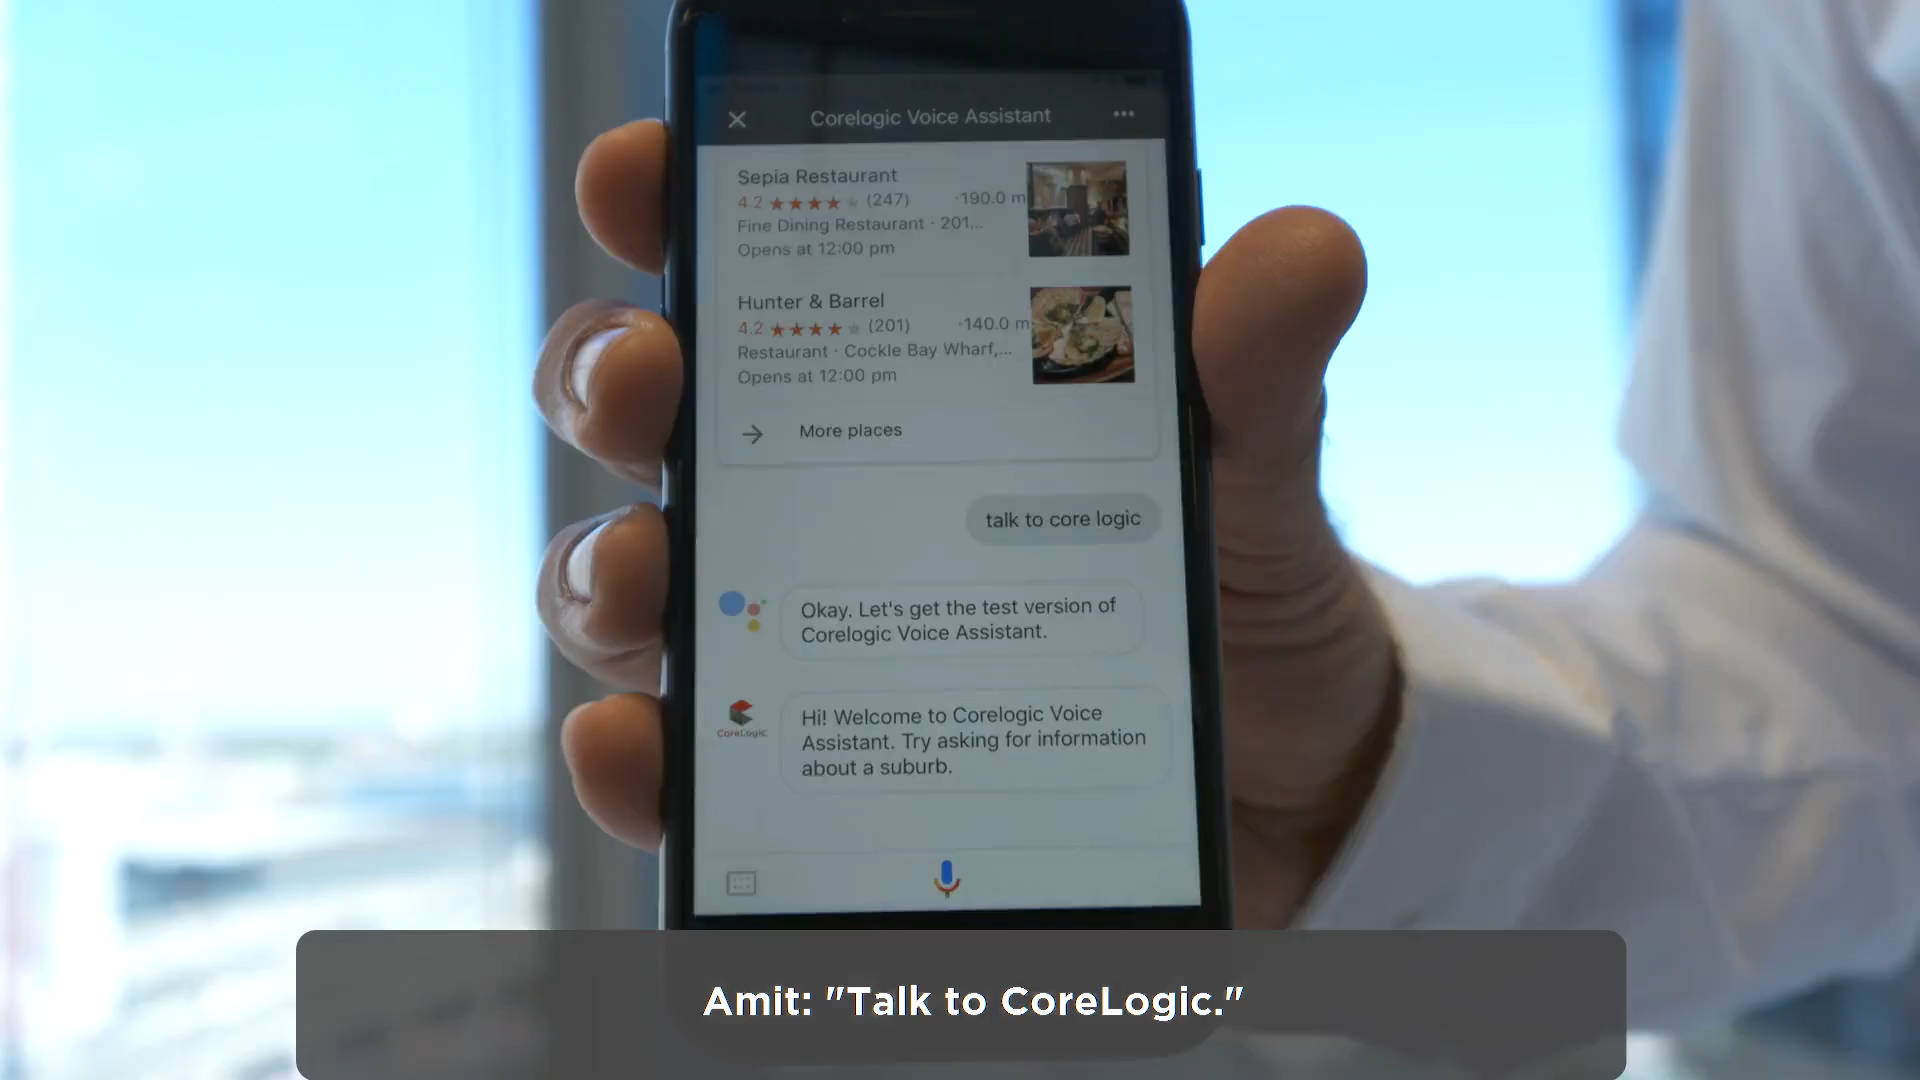 Corelogic Voice Assistant
Sepia Restaurant
4.2 (247) ·190.0 m
Fine Dining Restaurant · 201...
Opens at 12:00 pm
Hunter & Barrel
4.2 (201) ·140.0 m
Restaurant · Cockle Bay Wharf,...
Opens at 12:00 pm
More places
talk to core logic
Okay. Let's get the test version of
Corelogic Voice Assistant.
CoreLogic
Hi! Welcome to Corelogic Voice
Assistant. Try asking for information
about a suburb.
Amit: "Talk to CoreLogic."